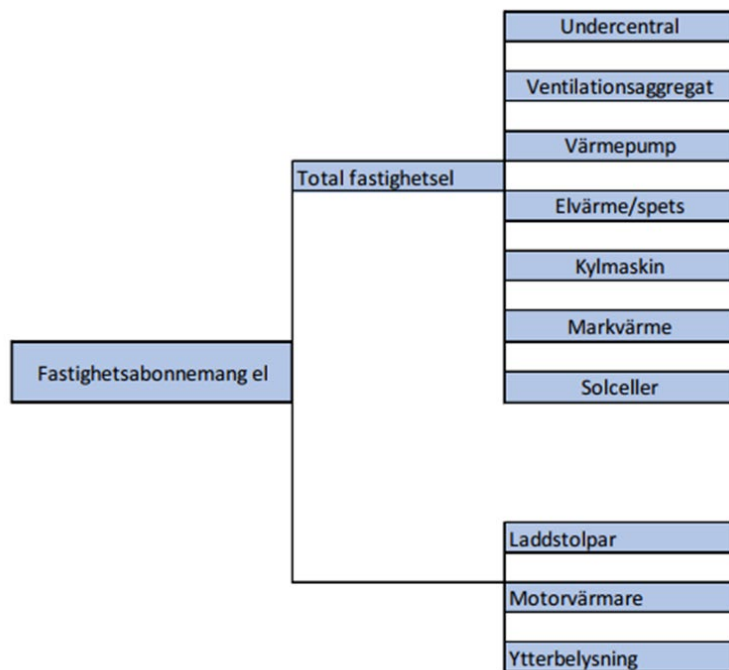 Undercentral
Ventilationsaggregat
Värmepump
Total fastighetsel
Elvärme/spets
Kylmaskin
Markvärme
Fastighetsabonnemang el
Solceller
Laddstolpar
Motorvärmare
Ytterbelysning